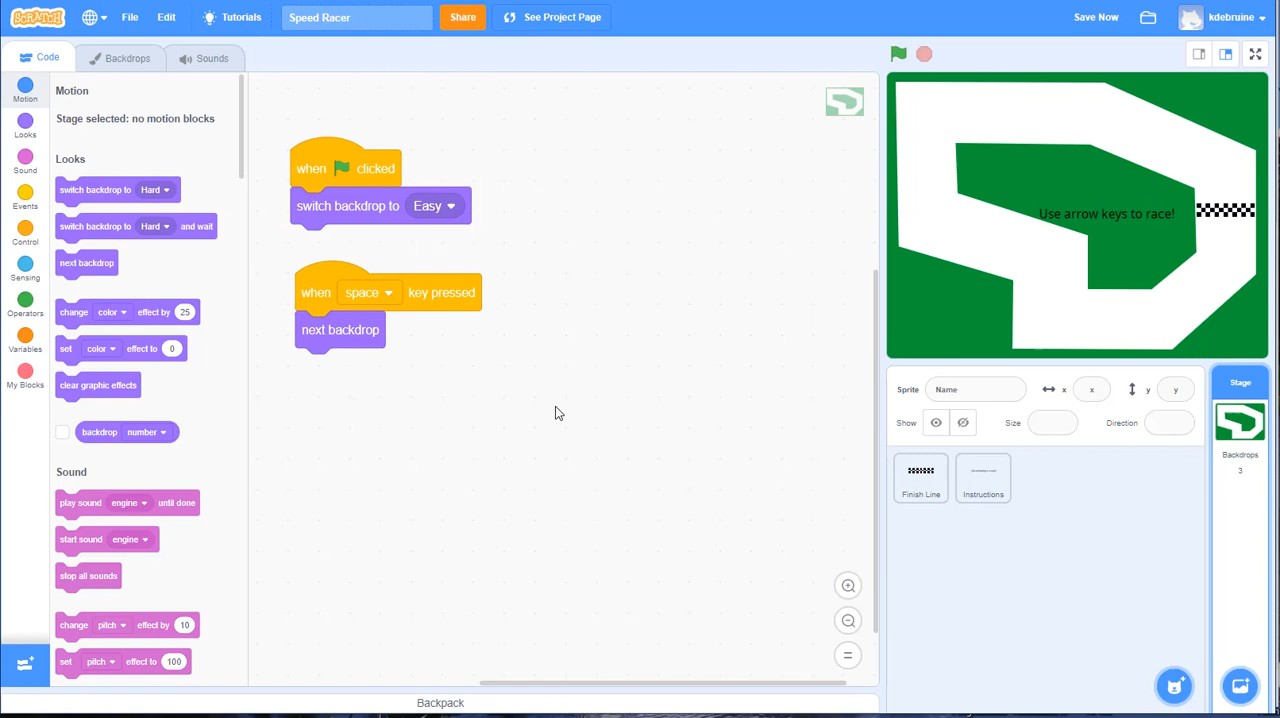 SCRATCH File Edit Tutorials Speed Racer Share See Project Page Save Now kdebruine
Code Backdrops Sounds
Motion
Looks
Sound
Events
Control
Sensing
Operators
Variables
My Blocks
Motion
Stage selected: no motion blocks
Looks
switch backdrop to Hard
switch backdrop to Hard and wait
next backdrop
change color effect by 25
set color effect to 0
clear graphic effects
backdrop number
Sound
play sound engine until done
start sound engine
stop all sounds
change pitch effect by 10
set pitch effect to 100
when clicked
switch backdrop to Easy
when space key pressed
next backdrop
Backpack
Use arrow keys to race!
Sprite Name x x y y
Show Size Direction
Finish Line Instructions
Stage
Backdrops
3